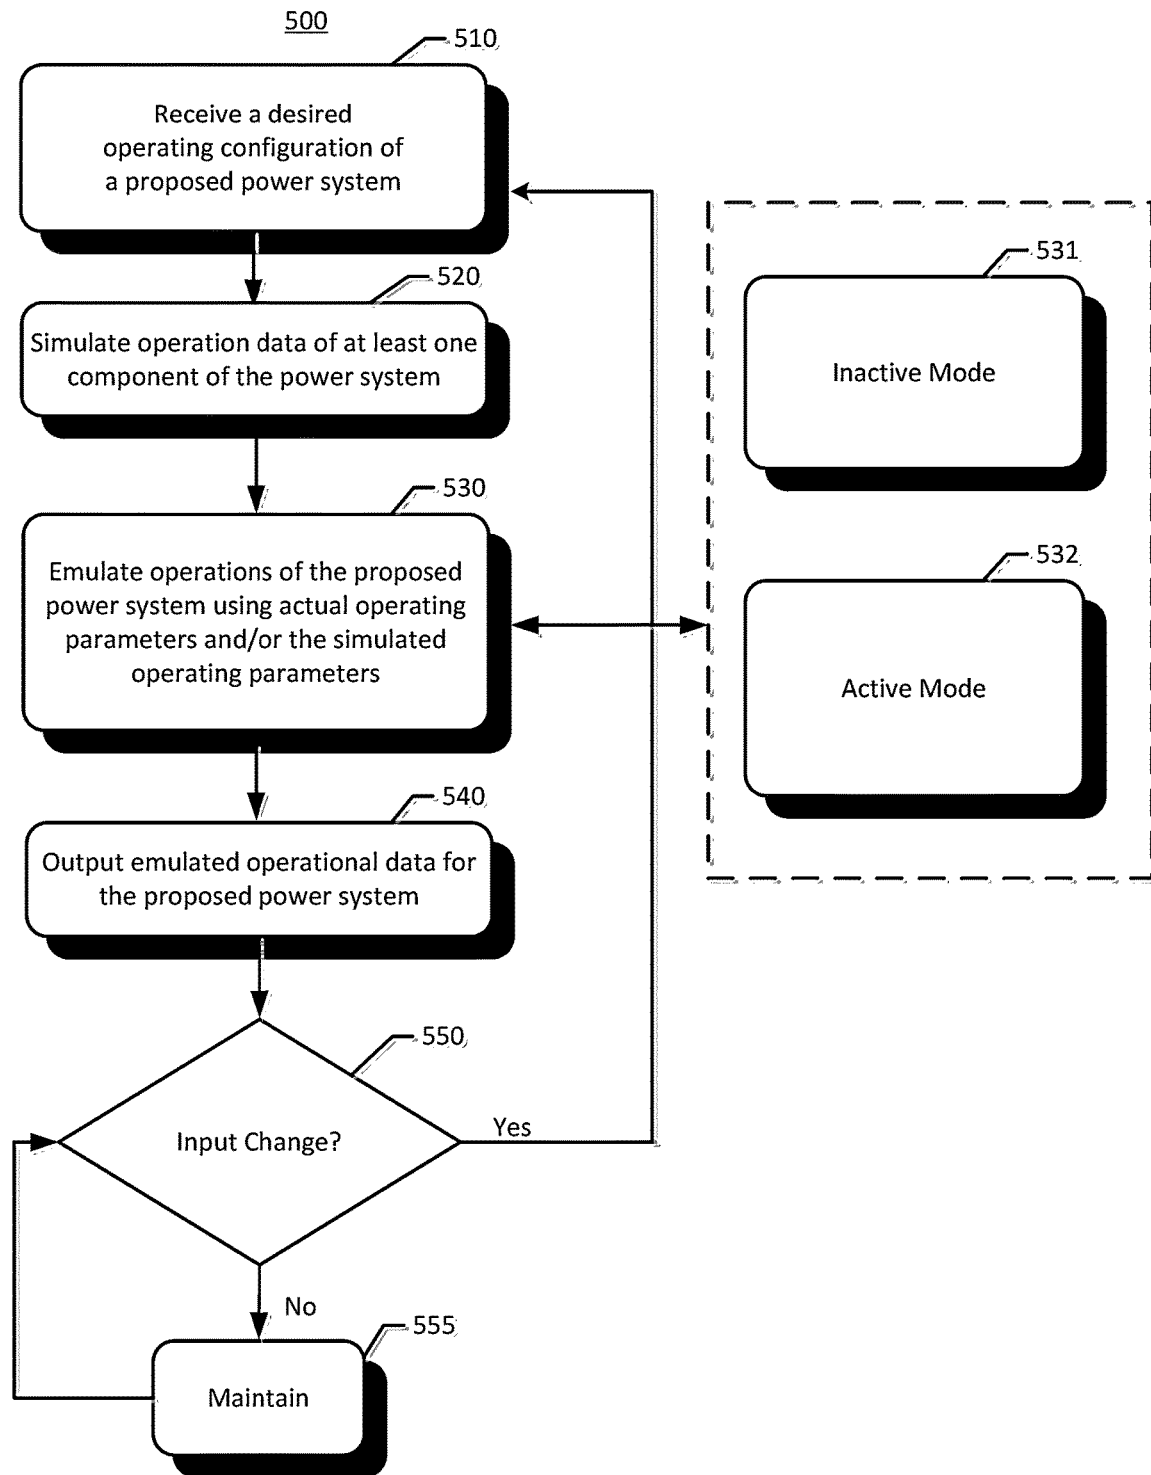 500
510
Receive a desired
operating configuration of
a proposed power system
520
Simulate operation data of at least one
component of the power system
530
Emulate operations of the proposed
power system using actual operating
parameters and/or the simulated
operating parameters
531
Inactive Mode
532
Active Mode
540
Output emulated operational data for
the proposed power system
550
Input Change?
Yes
No
555
Maintain